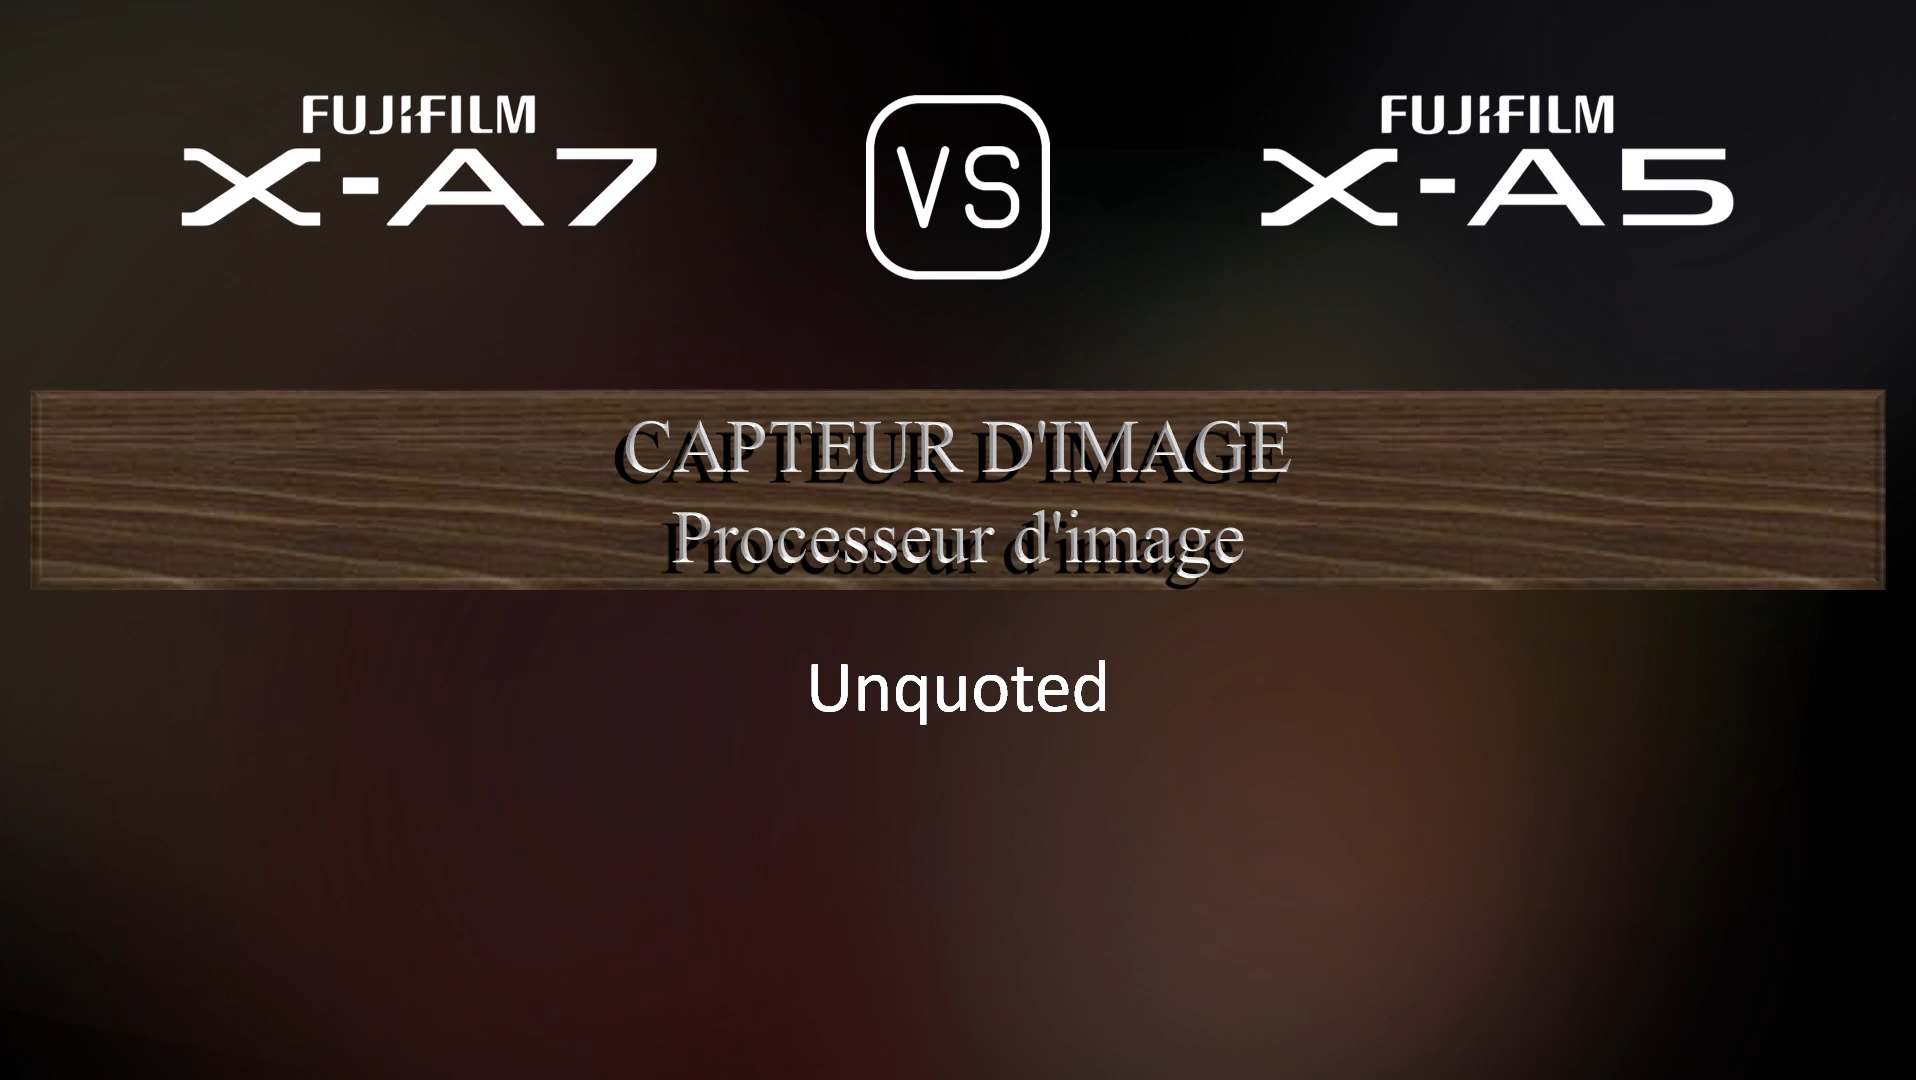 FUJIFILM
X-A7
VS
FUJIFILM
X-A5
CAPTEUR D'IMAGE
Processeur d'image
Unquoted